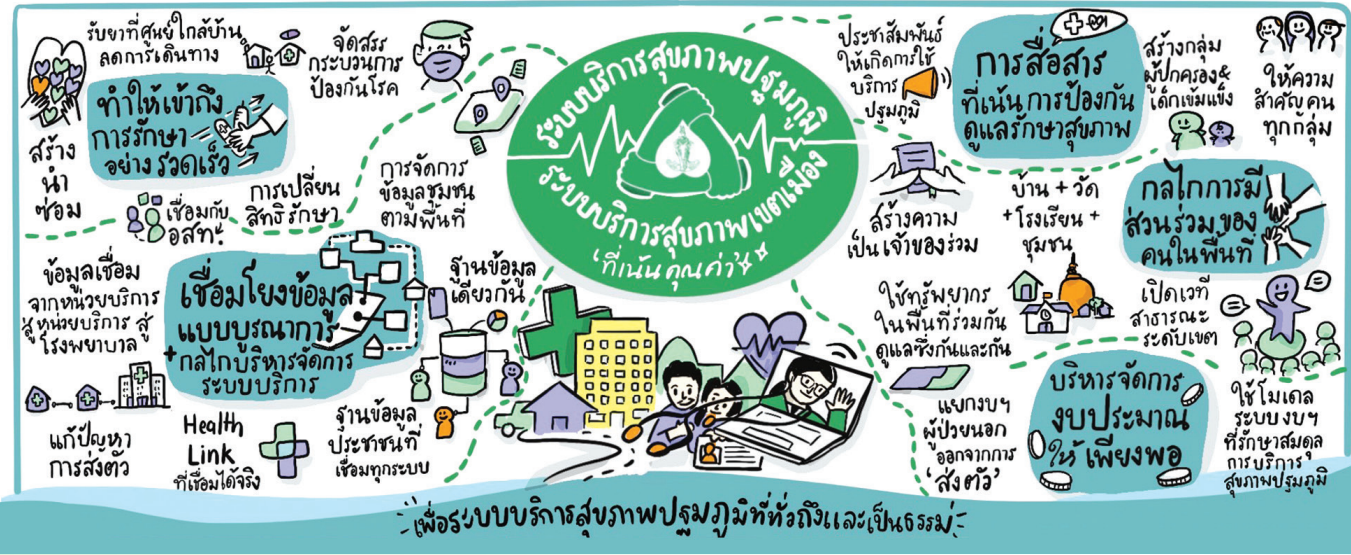 รับยาที่ศูนย์ใกล้บ้าน
ลดการเดินทาง
จัดสรร
กระบวนการ
ป้องกันโรค
ทำให้เข้าถึง
การรักษา
อย่างรวดเร็ว
สร้าง
นำ
ซ่อม
เชื่อมกับ
อสท.
การเปลี่ยน
สิทธิรักษา
การจัดการ
ข้อมูลชุมชน
ตามพื้นที่
ข้อมูลเชื่อม
จากหน่วยบริการ
สู่หน่วยบริการ สู่
โรงพยาบาล
เชื่อมโยงข้อมูล
แบบบูรณาการ
+กลไกบริหารจัดการ
ระบบบริการ
ฐานข้อมูล
เดียวกัน
แก้ปัญหา
การส่งตัว
Health
Link
ที่เชื่อมได้จริง
ฐานข้อมูล
ประชาชนที่
เชื่อมทุกระบบ
ระบบบริการสุขภาพปฐมภูมิ
ระบบบริการสุขภาพเขตเมือง
'ที่เน้นคุณค่า'
ประชาสัมพันธ์
ให้เกิดการใช้
บริการ
ปฐมภูมิ
การสื่อสาร
ที่เน้นการป้องกัน
ดูแลรักษาสุขภาพ
สร้างกลุ่ม
ผู้ปกครอง&
เด็กเข้มแข็ง
ให้ความ
สำคัญคน
ทุกกลุ่ม
สร้างความ
เป็นเจ้าของร่วม
บ้าน + วัด
+ โรงเรียน +
ชุมชน
กลไกการมี
ส่วนร่วมของ
คนในพื้นที่
ใช้ทรัพยากร
ในพื้นที่ร่วมกัน
ดูแลซึ่งกันและกัน
เปิดเวที
สาธารณะ
ระดับเขต
แยกงบฯ
ผู้ป่วยนอก
ออกจากการ
'ส่งตัว'
บริหารจัดการ
งบประมาณ
ให้เพียงพอ
ใช้โมเดล
ระบบงบฯ
ที่รักษาสมดุล
การบริการ
สุขภาพปฐมภูมิ
เพื่อระบบบริการสุขภาพปฐมภูมิที่ทั่วถึงและเป็นธรรม